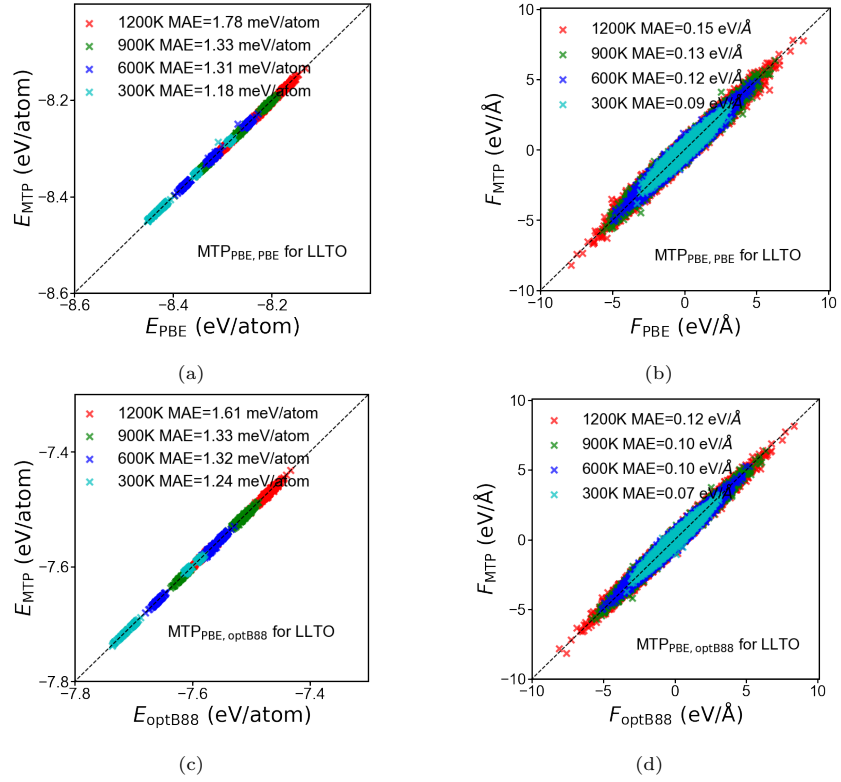 1200K MAE=1.78 meV/atom
900K MAE=1.33 meV/atom
600K MAE=1.31 meV/atom
300K MAE=1.18 meV/atom
−8.2
−8.4
−8.6
E_MTP (eV/atom)
MTP_PBE, PBE for LLTO
−8.6
−8.4
−8.2
E_PBE (eV/atom)
(a)
1200K MAE=0.15 eV/Å
900K MAE=0.13 eV/Å
600K MAE=0.12 eV/Å
300K MAE=0.09 eV/Å
10
5
0
−5
−10
F_MTP (eV/Å)
MTP_PBE, PBE for LLTO
−10
−5
0
5
10
F_PBE (eV/Å)
(b)
1200K MAE=1.61 meV/atom
900K MAE=1.33 meV/atom
600K MAE=1.32 meV/atom
300K MAE=1.24 meV/atom
−7.4
−7.6
−7.8
E_MTP (eV/atom)
MTP_PBE, optB88 for LLTO
−7.8
−7.6
−7.4
E_optB88 (eV/atom)
(c)
1200K MAE=0.12 eV/Å
900K MAE=0.10 eV/Å
600K MAE=0.10 eV/Å
300K MAE=0.07 eV/Å
10
5
0
−5
−10
F_MTP (eV/Å)
MTP_PBE, optB88 for LLTO
−10
−5
0
5
10
F_optB88 (eV/Å)
(d)